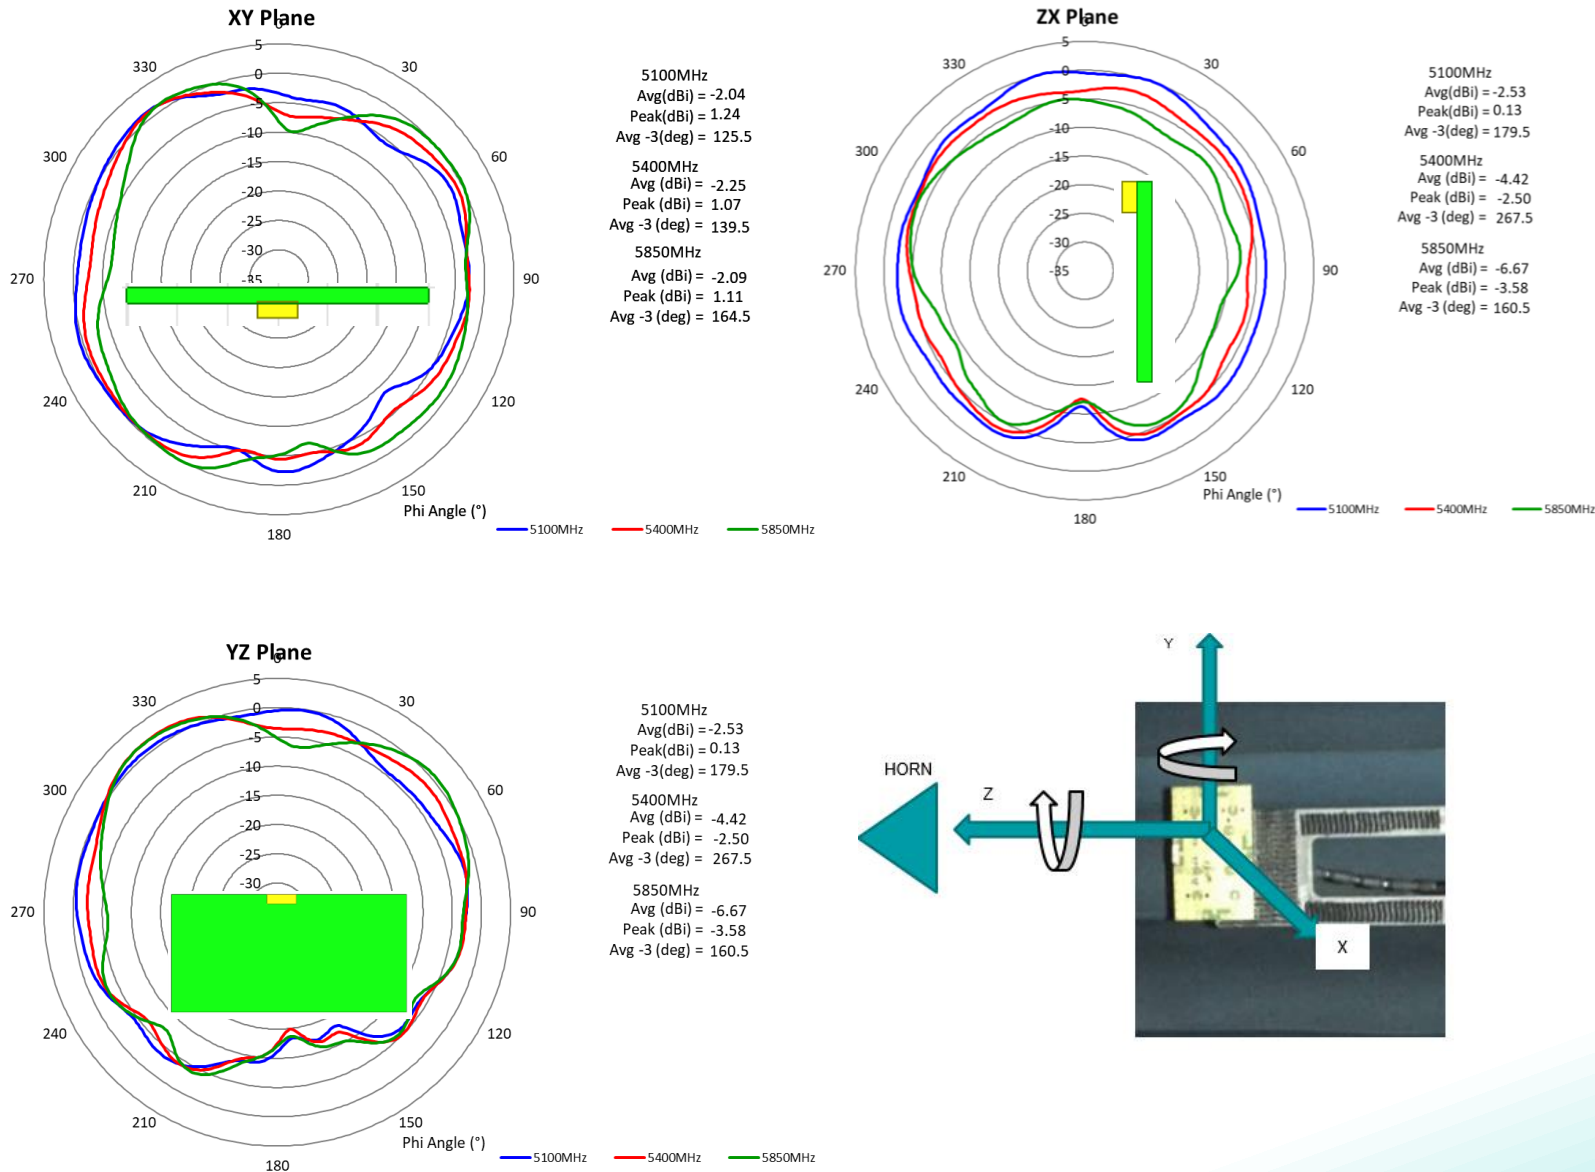 XY Plane
0
5
0
-5
-10
-15
-20
-25
-30
-35
30
60
90
120
150
180
210
240
270
300
330
Phi Angle (°)
5100MHz
Avg(dBi) = -2.04
Peak(dBi) = 1.24
Avg -3(deg) = 125.5
5400MHz
Avg (dBi) = -2.25
Peak (dBi) = 1.07
Avg -3 (deg) = 139.5
5850MHz
Avg (dBi) = -2.09
Peak (dBi) = 1.11
Avg -3 (deg) = 164.5
5100MHz 5400MHz 5850MHz
ZX Plane
0
5
0
-5
-10
-15
-20
-25
-30
-35
30
60
90
120
150
180
210
240
270
300
330
Phi Angle (°)
5100MHz
Avg(dBi) = -2.53
Peak(dBi) = 0.13
Avg -3(deg) = 179.5
5400MHz
Avg (dBi) = -4.42
Peak (dBi) = -2.50
Avg -3 (deg) = 267.5
5850MHz
Avg (dBi) = -6.67
Peak (dBi) = -3.58
Avg -3 (deg) = 160.5
5100MHz 5400MHz 5850MHz
YZ Plane
0
5
0
-5
-10
-15
-20
-25
-30
30
60
90
120
150
180
210
240
270
300
330
Phi Angle (°)
5100MHz
Avg(dBi) = -2.53
Peak(dBi) = 0.13
Avg -3(deg) = 179.5
5400MHz
Avg (dBi) = -4.42
Peak (dBi) = -2.50
Avg -3 (deg) = 267.5
5850MHz
Avg (dBi) = -6.67
Peak (dBi) = -3.58
Avg -3 (deg) = 160.5
5100MHz 5400MHz 5850MHz
Y
HORN
Z
X